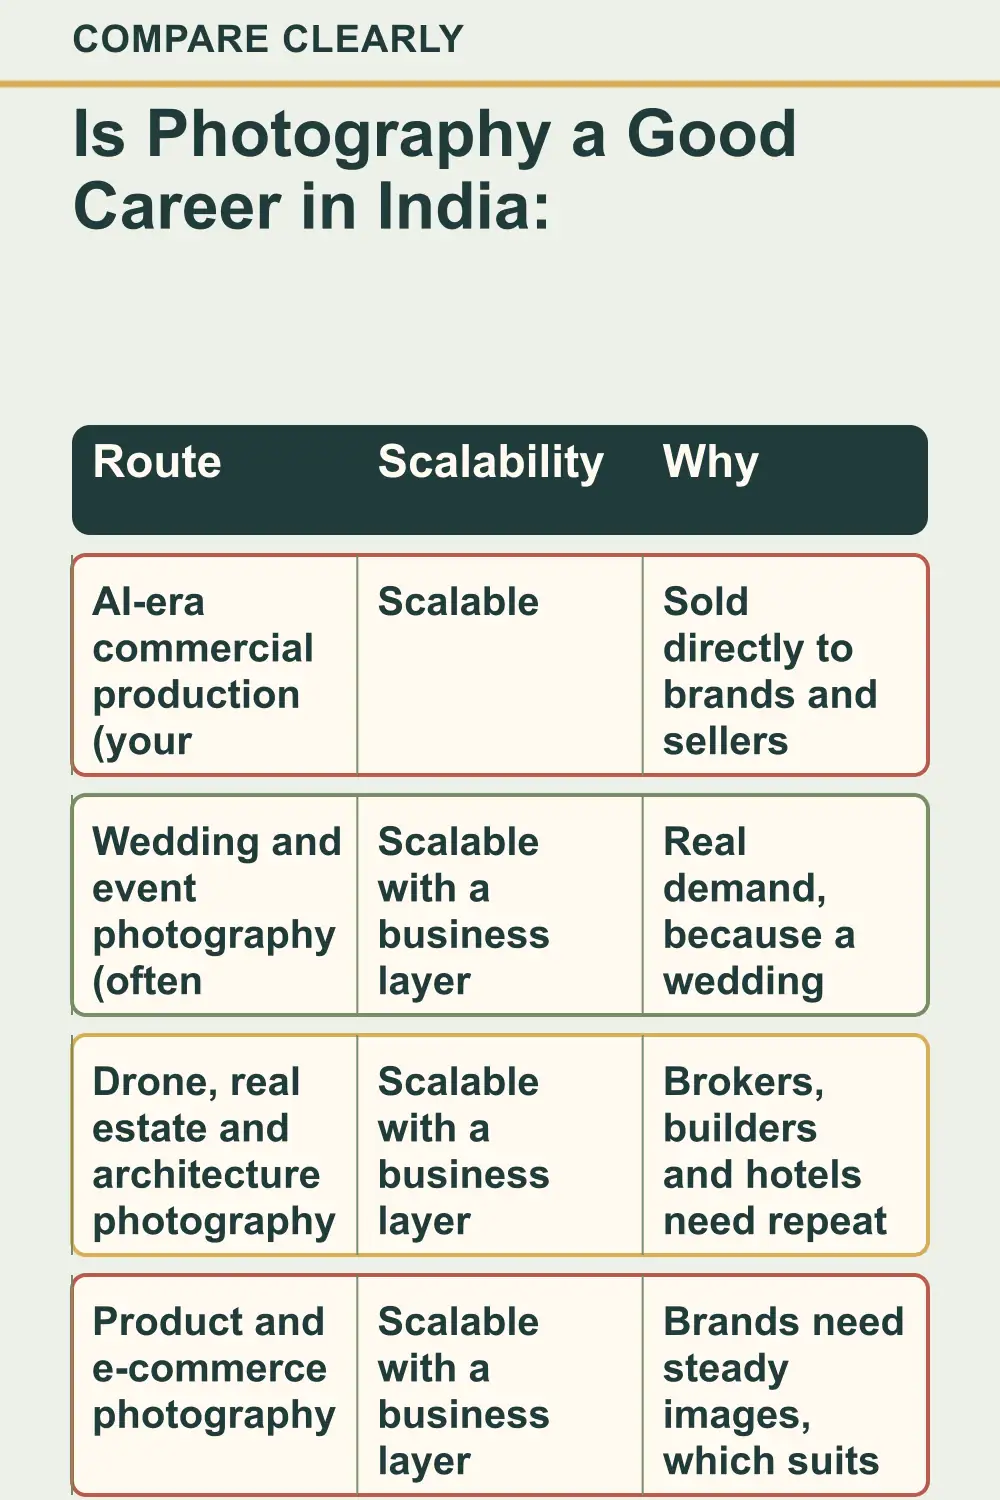 COMPARE CLEARLY
Is Photography a Good
Career in India:
Route Scalability Why
AI-era
commercial
production
(your
Scalable
Sold
directly to
brands and
sellers
Wedding and
event
photography
(often
Scalable
with a
business
layer
Real
demand,
because a
wedding
Drone, real
estate and
architecture
photography
Scalable
with a
business
layer
Brokers,
builders
and hotels
need repeat
Product and
e-commerce
photography
Scalable
with a
business
layer
Brands need
steady
images,
which suits